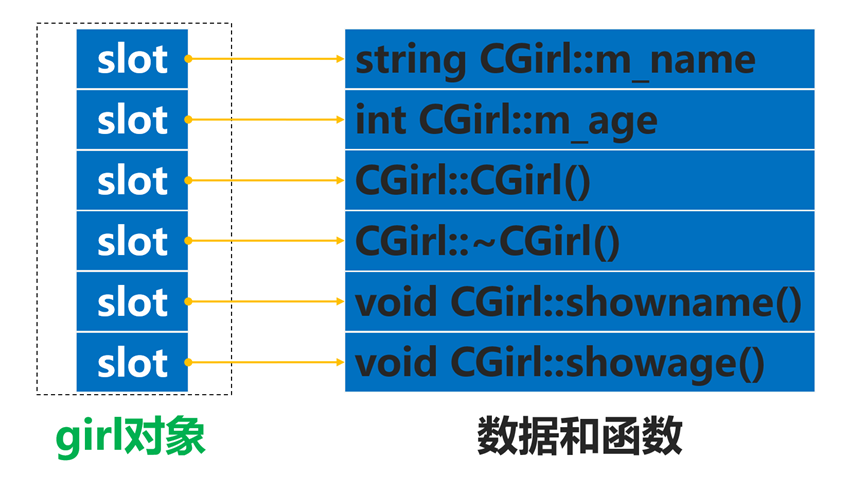 slot string CGirl::m_name
slot int CGirl::m_age
slot CGirl::CGirl()
slot CGirl::~CGirl()
slot void CGirl::showname()
slot void CGirl::showage()
girl对象 数据和函数